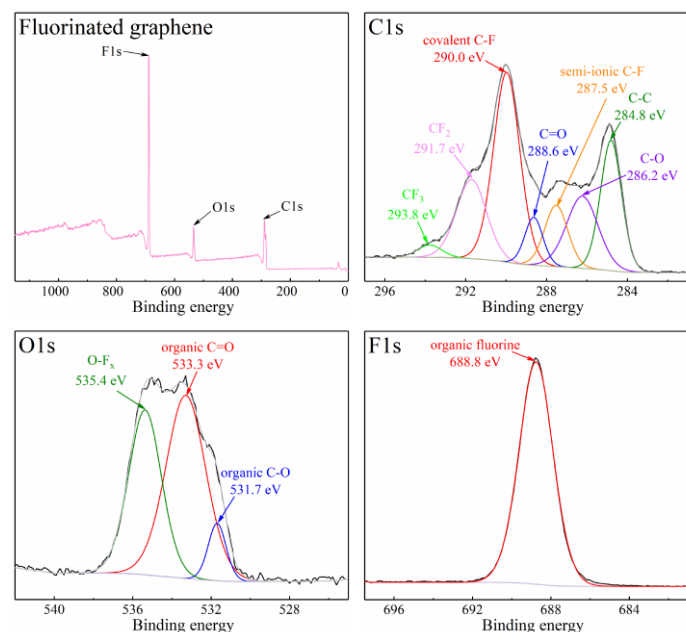 Fluorinated graphene
F1s
O1s
C1s
1100 800 600 400 200 0
Binding energy
C1s
covalent C-F
290.0 eV
semi-ionic C-F
287.5 eV
C-C
284.8 eV
CF2
291.7 eV
C=O
288.6 eV
C-O
286.2 eV
CF3
293.8 eV
296 292 288 284
Binding energy
O1s
organic C=O
533.3 eV
O-Fx
535.4 eV
organic C-O
531.7 eV
540 536 532 528
Binding energy
F1s
organic fluorine
688.8 eV
696 692 688 684
Binding energy